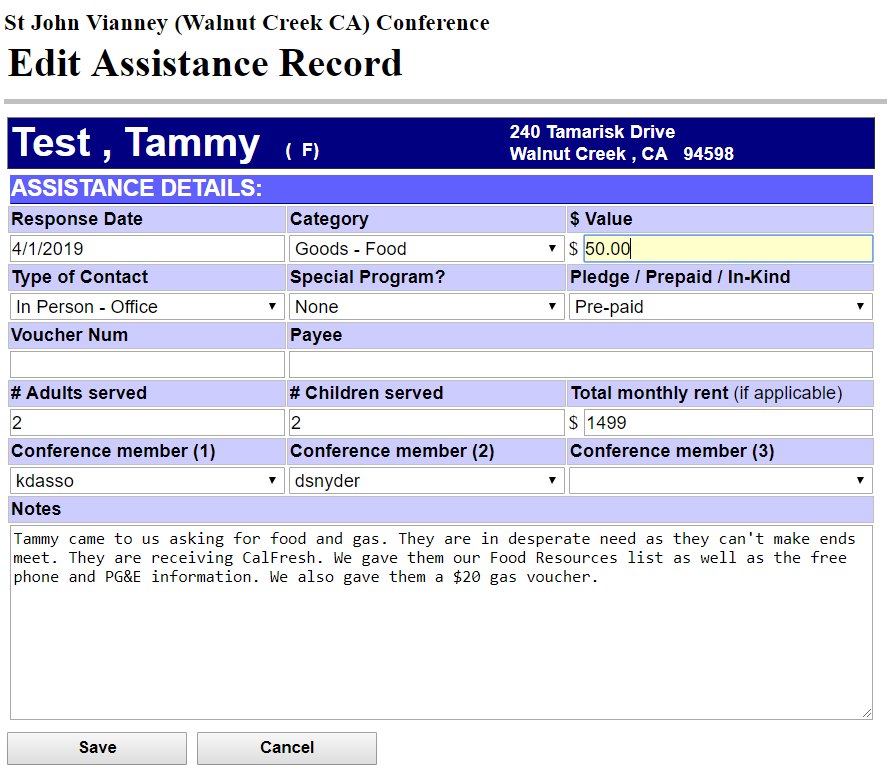 St John Vianney (Walnut Creek CA) Conference
Edit Assistance Record
Test , Tammy ( F) 240 Tamarisk Drive
Walnut Creek , CA 94598
ASSISTANCE DETAILS:
Response Date Category $ Value
4/1/2019 Goods - Food $ 50.00
Type of Contact Special Program? Pledge / Prepaid / In-Kind
In Person - Office None Pre-paid
Voucher Num Payee
# Adults served # Children served Total monthly rent (if applicable)
2 2 $ 1499
Conference member (1) Conference member (2) Conference member (3)
kdasso dsnyder
Notes
Tammy came to us asking for food and gas. They are in desperate need as they can't make ends
meet. They are receiving CalFresh. We gave them our Food Resources list as well as the free
phone and PG&E information. We also gave them a $20 gas voucher.
Save Cancel